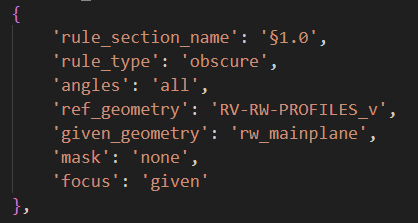 {
'rule_section_name': '§1.0',
'rule_type': 'obscure',
'angles': 'all',
'ref_geometry': 'RV-RW-PROFILES_v',
'given_geometry': 'rw_mainplane',
'mask': 'none',
'focus': 'given'
},